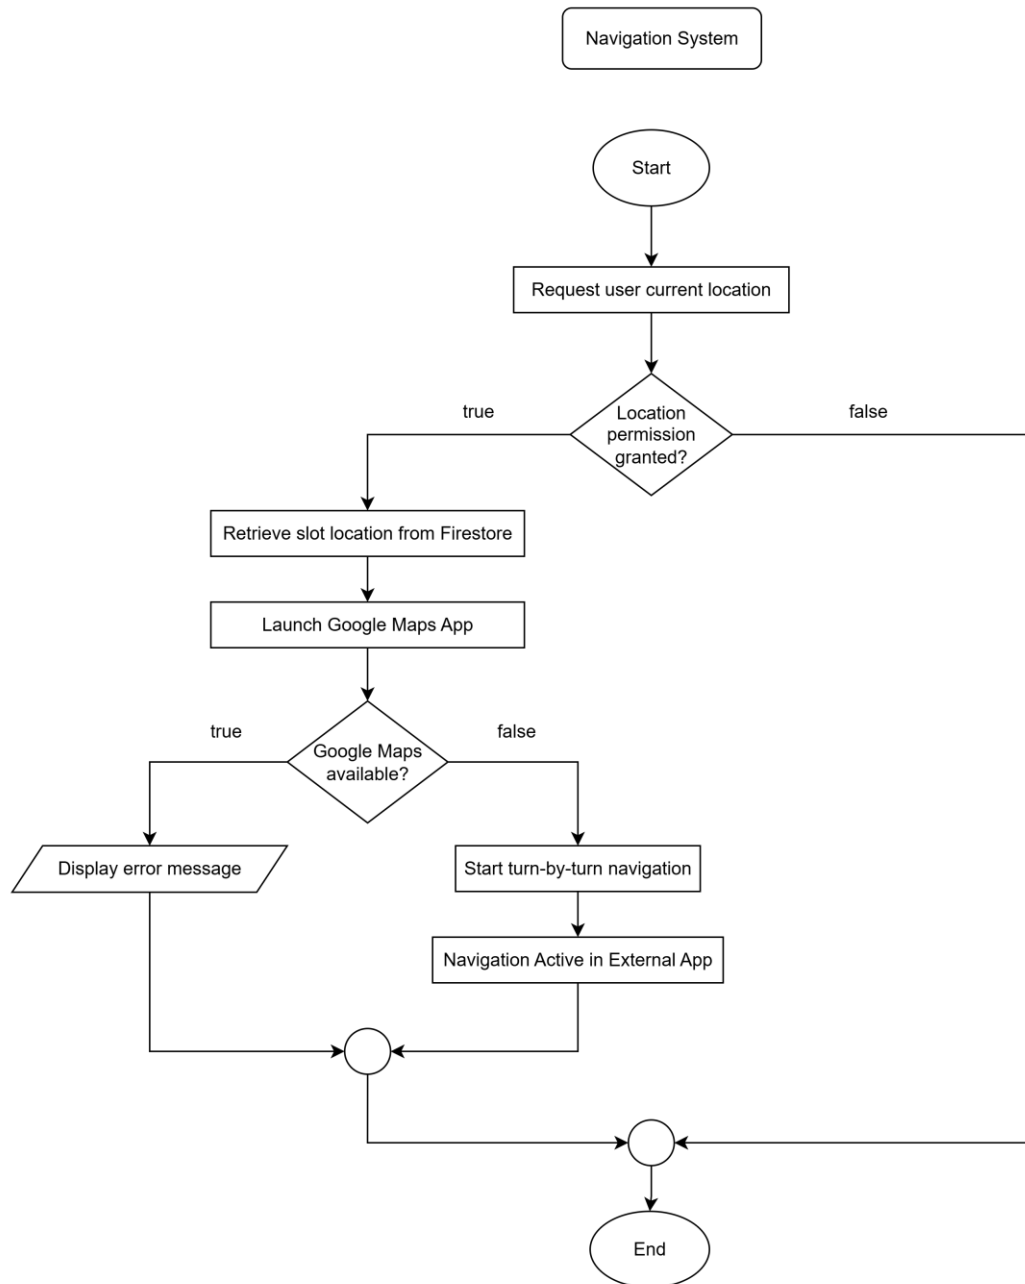 Navigation System
Start
Request user current location
true
false
Location
permission
granted?
Retrieve slot location from Firestore
Launch Google Maps App
true
false
Google Maps
available?
Display error message
Start turn-by-turn navigation
Navigation Active in External App
End